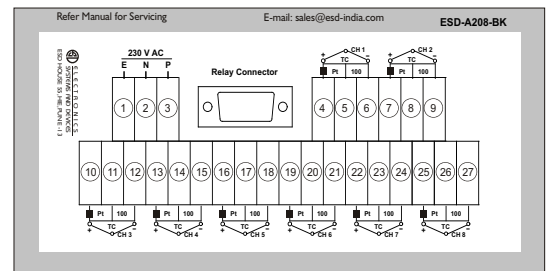 Refer Manual for Servicing
E-mail: sales@esd-india.com
ESD-A208-BK
ELECTRONICS
SYSTEMS AND DEVICES
ESD HOUSE SS-HIE,PUNE-13
230 V AC
E N P
Relay Connector
+ CH 1 -
Pt 100
+ CH 2 -
Pt 100
1 2 3
4 5 6 7 8 9
10 11 12 13 14 15 16 17 18 19 20 21 22 23 24 25 26 27
Pt 100 Pt 100 Pt 100 Pt 100 Pt 100 Pt 100
+ TC - + TC - + TC - + TC - + TC - + TC -
CH 3 CH 4 CH 5 CH 6 CH 7 CH 8